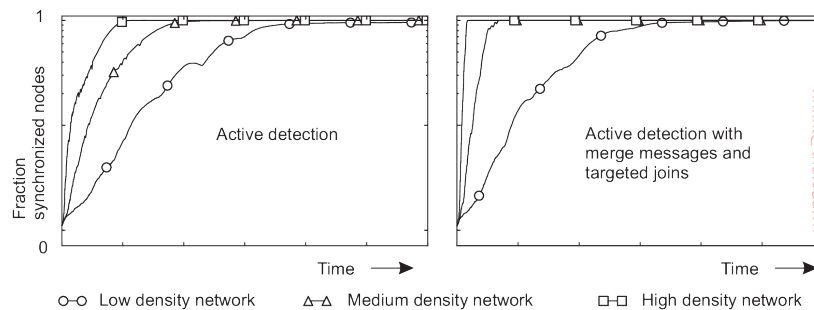 1
Fraction
synchronized nodes
0
Active detection
Active detection with
merge messages and
targeted joins
Time
Time
Low density network
Medium density network
High density network